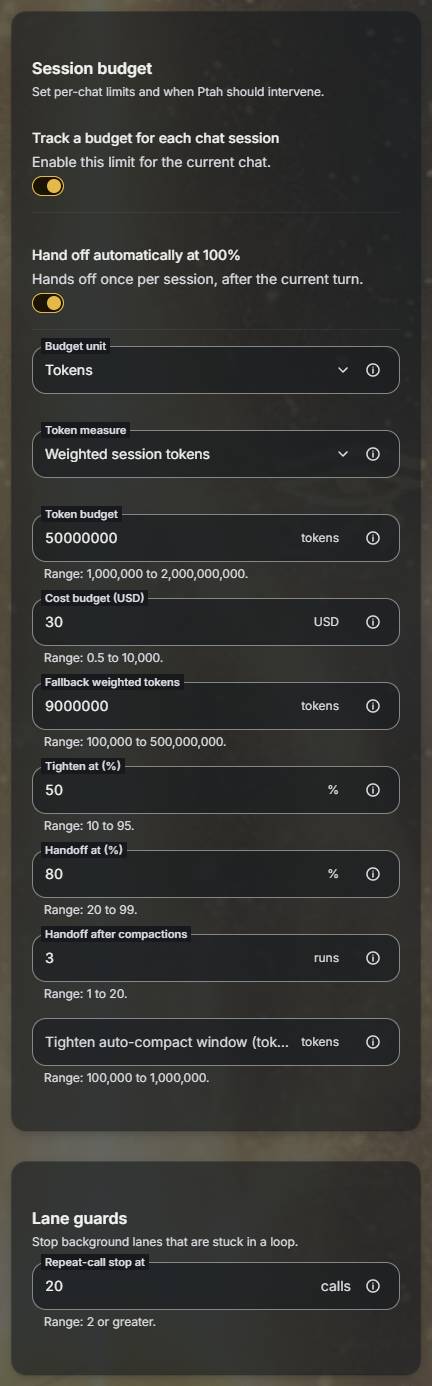 Session budget
Set per-chat limits and when Ptah should intervene.
Track a budget for each chat session
Enable this limit for the current chat.
Hand off automatically at 100%
Hands off once per session, after the current turn.
Budget unit
Tokens
Token measure
Weighted session tokens
Token budget
50000000 tokens
Range: 1,000,000 to 2,000,000,000.
Cost budget (USD)
30 USD
Range: 0.5 to 10,000.
Fallback weighted tokens
9000000 tokens
Range: 100,000 to 500,000,000.
Tighten at (%)
50 %
Range: 10 to 95.
Handoff at (%)
80 %
Range: 20 to 99.
Handoff after compactions
3 runs
Range: 1 to 20.
Tighten auto-compact window (tok... tokens
Range: 100,000 to 1,000,000.
Lane guards
Stop background lanes that are stuck in a loop.
Repeat-call stop at
20 calls
Range: 2 or greater.